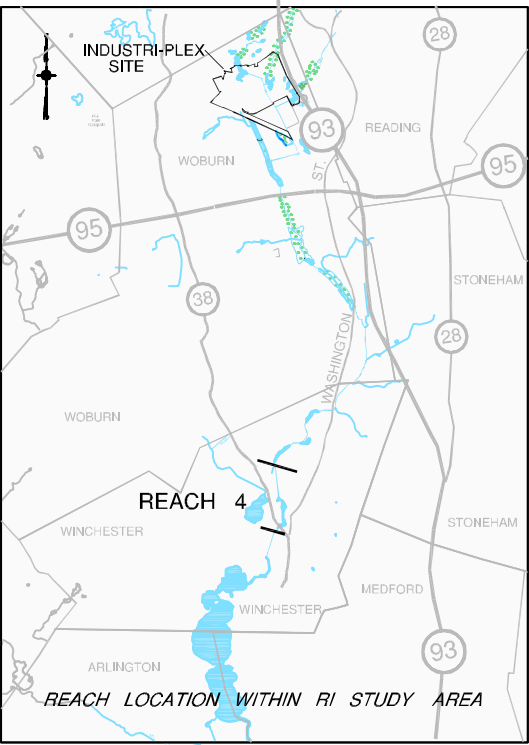 28
INDUSTRI-PLEX
SITE
93
READING
WOBURN
ST.
95
95
STONEHAM
38
28
WASHINGTON
WOBURN
REACH 4
STONEHAM
WINCHESTER
MEDFORD
WINCHESTER
93
ARLINGTON
REACH LOCATION WITHIN RI STUDY AREA